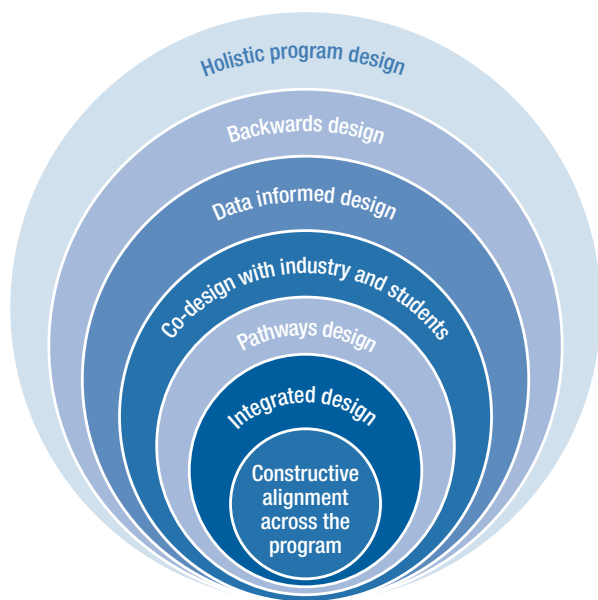 Holistic program design
Backwards design
Data informed design
Co-design with industry and students
Pathways design
Integrated design
Constructive
alignment
across the
program